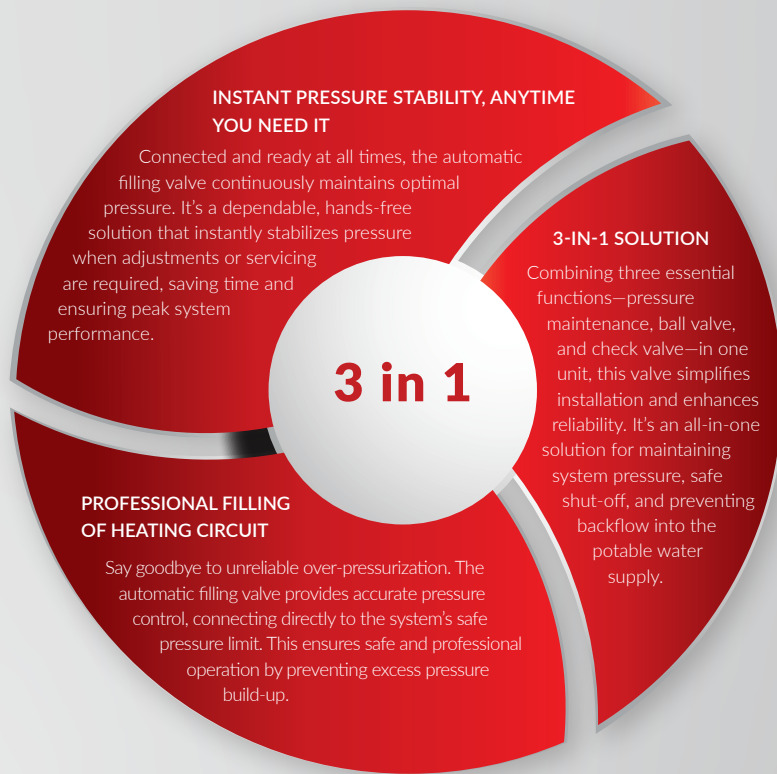 INSTANT PRESSURE STABILITY, ANYTIME
YOU NEED IT
Connected and ready at all times, the automatic
filling valve continuously maintains optimal
pressure. It’s a dependable, hands-free
solution that instantly stabilizes pressure
when adjustments or servicing
are required, saving time and
ensuring peak system
performance.
3-IN-1 SOLUTION
Combining three essential
functions—pressure
maintenance, ball valve,
and check valve—in one
unit, this valve simplifies
installation and enhances
reliability. It’s an all-in-one
solution for maintaining
system pressure, safe
shut-off, and preventing
backflow into the
potable water
supply.
3 in 1
PROFESSIONAL FILLING
OF HEATING CIRCUIT
Say goodbye to unreliable over-pressurization. The
automatic filling valve provides accurate pressure
control, connecting directly to the system’s safe
pressure limit. This ensures safe and professional
operation by preventing excess pressure
build-up.